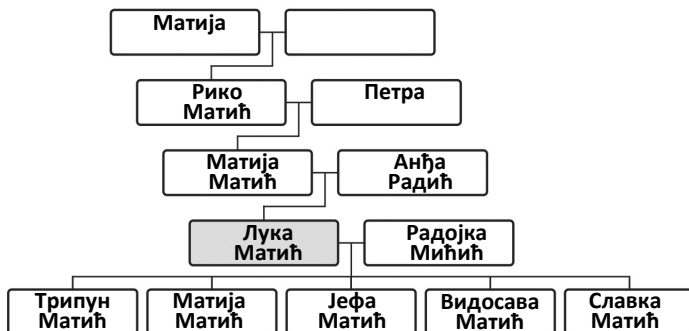 Матија
Рико
Матић
Петра
Матија
Матић
Анђа
Радић
Лука
Матић
Радојка
Мићић
Трипун
Матић
Матија
Матић
Јефа
Матић
Видосава
Матић
Славка
Матић